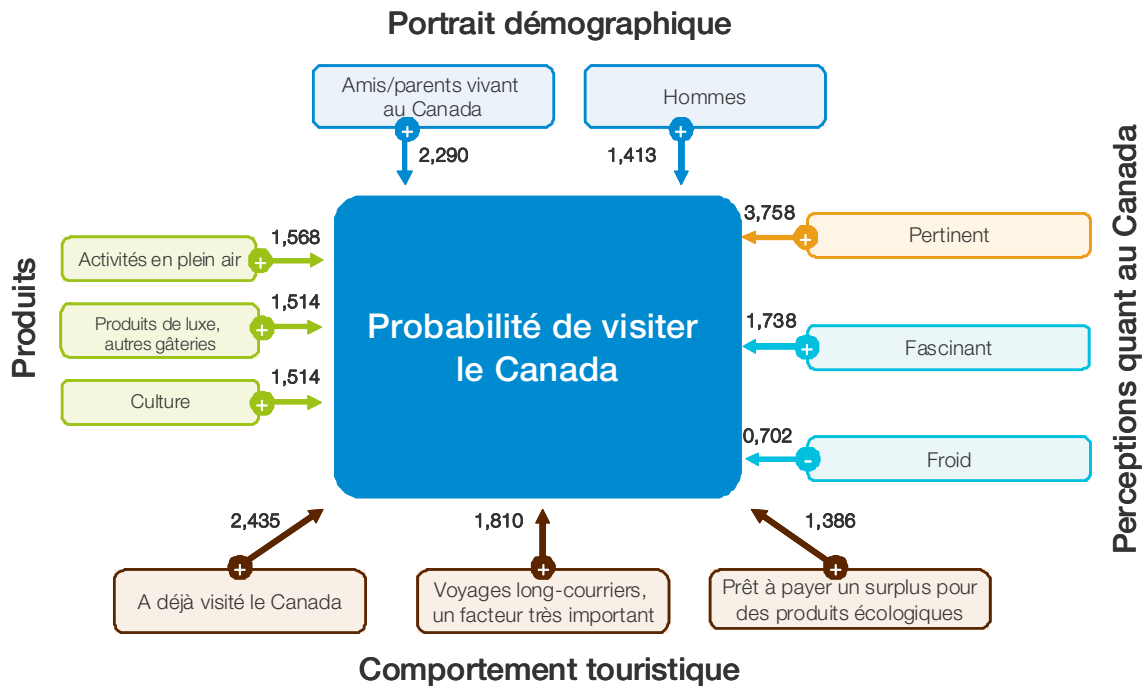 Portrait démographique
Amis/parents vivant
au Canada
Hommes
+
+
2,290
1,413
Produits
1,568
Activités en plein air
+
1,514
Produits de luxe,
autres gâteries
+
1,514
Culture
+
Probabilité de visiter
le Canada
Perceptions quant au Canada
3,758
+
Pertinent
1,738
+
Fascinant
0,702
-
Froid
2,435
1,810
1,386
+
+
+
A déjà visité le Canada
Voyages long-courriers,
un facteur très important
Prêt à payer un surplus pour
des produits écologiques
Comportement touristique